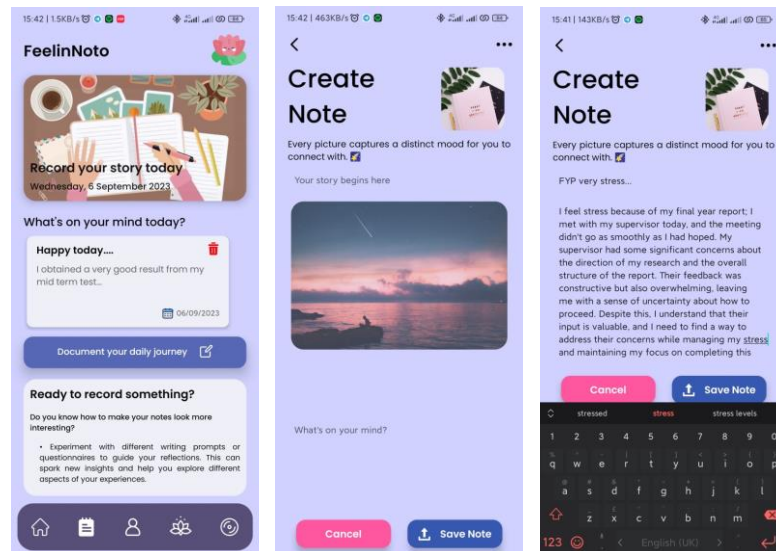 15:42 | 1.5KB/s
FeelinNoto
Record your story today
Wednesday, 6 September 2023
What's on your mind today?
Happy today....
I obtained a very good result from my
mid term test...
06/09/2023
Document your daily journey
Ready to record something?
Do you know how to make your notes look more
interesting?
• Experiment with different writing prompts or
questionnaires to guide your reflections. This can
spark new insights and help you explore different
aspects of your experiences.
15:42 | 463KB/s
Create
Note
Every picture captures a distinct mood for you to
connect with.
Your story begins here
What's on your mind?
Cancel
Save Note
15:41 | 143KB/s
Create
Note
Every picture captures a distinct mood for you to
connect with.
FYP very stress...
I feel stress because of my final year report; I
met with my supervisor today, and the meeting
didn't go as smoothly as I had hoped. My
supervisor had some significant concerns about
the direction of my research and the overall
structure of the report. Their feedback was
constructive but also overwhelming, leaving
me with a sense of uncertainty about how to
proceed. Despite this, I understand that their
input is valuable, and I need to find a way to
address their concerns while managing my stress
and maintaining my focus on completing this
Cancel
Save Note
stressed stress stress levels
1 2 3 4 5 6 7 8 9 0
q w e r t y u i o p
a s d f g h j k l
z x c v b n m
123 English (UK)